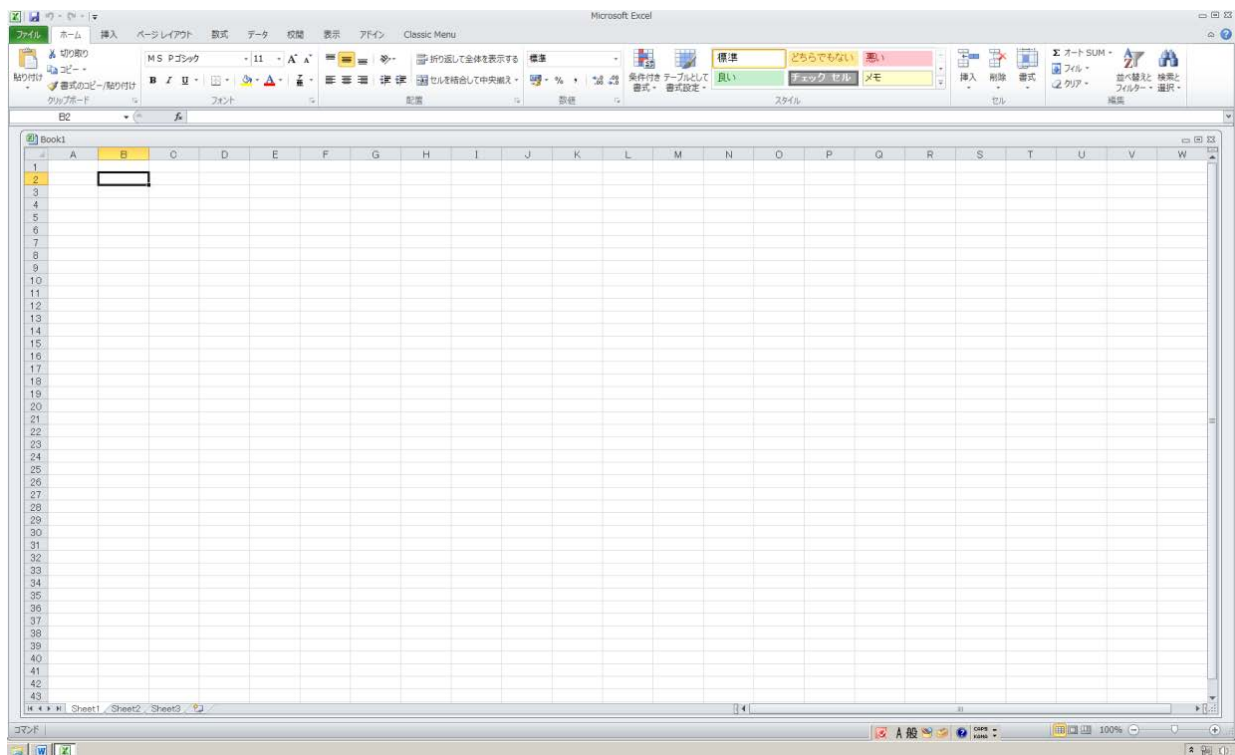 Microsoft Excel
ファイル ホーム 挿入 ページ レイアウト 数式 データ 校閲 表示 アドイン Classic Menu
貼り付け
切り取り
コピー
書式のコピー/貼り付け
クリップボード
MS Pゴシック 11
B I U
フォント
折り返して全体を表示する
セルを結合して中央揃え
配置
標準
% ,
数値
条件付き書式
テーブルとして書式設定
標準 どちらでもない 悪い
良い チェック セル メモ
スタイル
挿入 削除 書式
セル
Σ オート SUM
フィル
クリア
並べ替えとフィルター
検索と選択
編集
B2 fx
Book1
A B C D E F G H I J K L M N O P Q R S T U V W
1
2
3
4
5
6
7
8
9
10
11
12
13
14
15
16
17
18
19
20
21
22
23
24
25
26
27
28
29
30
31
32
33
34
35
36
37
38
39
40
41
42
43
Sheet1 Sheet2 Sheet3
コマンド
A 般 CAPS KANA
100%